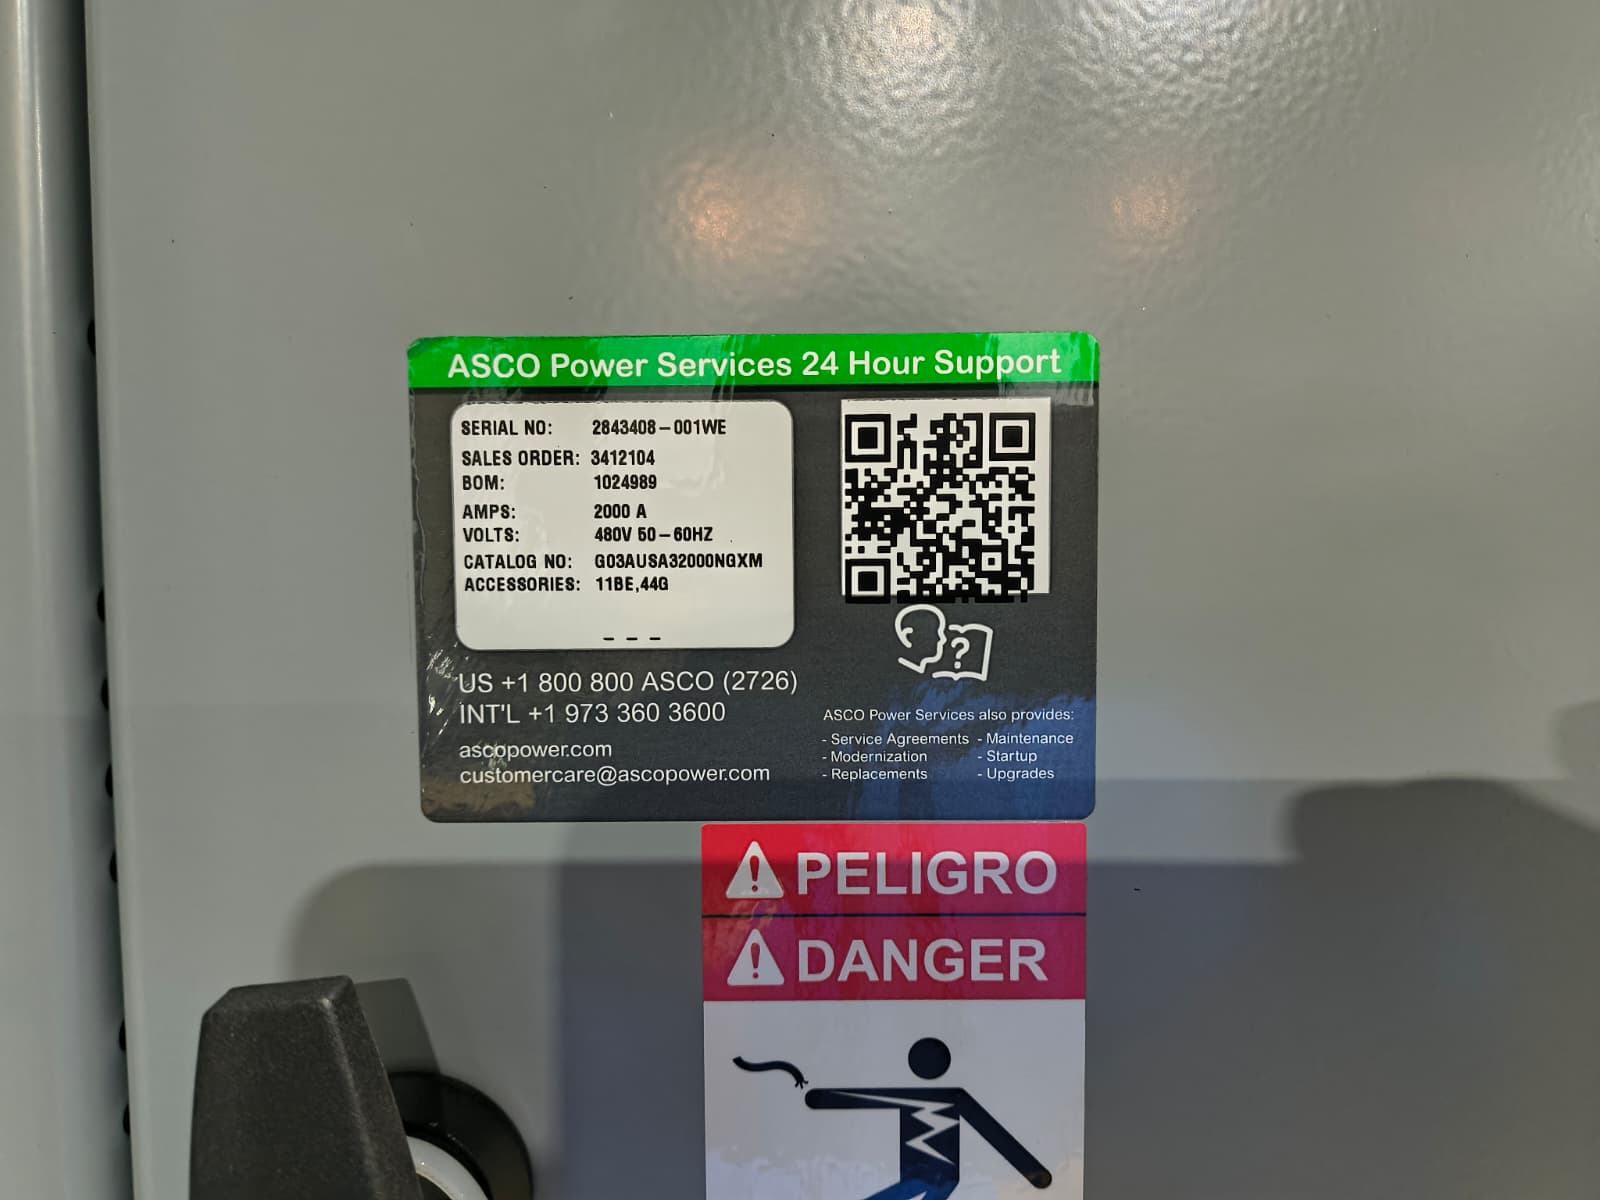 ASCO Power Services 24 Hour Support
SERIAL NO: 2843408-001WE
SALES ORDER: 3412104
BOM: 1024989
AMPS: 2000 A
VOLTS: 480V 50-60HZ
CATALOG NO: G03AUSA32000NGXM
ACCESSORIES: 11BE,44G
- - -
US +1 800 800 ASCO (2726)
INT'L +1 973 360 3600
ascopower.com
customercare@ascopower.com
ASCO Power Services also provides:
- Service Agreements - Maintenance
- Modernization - Startup
- Replacements - Upgrades
PELIGRO
DANGER